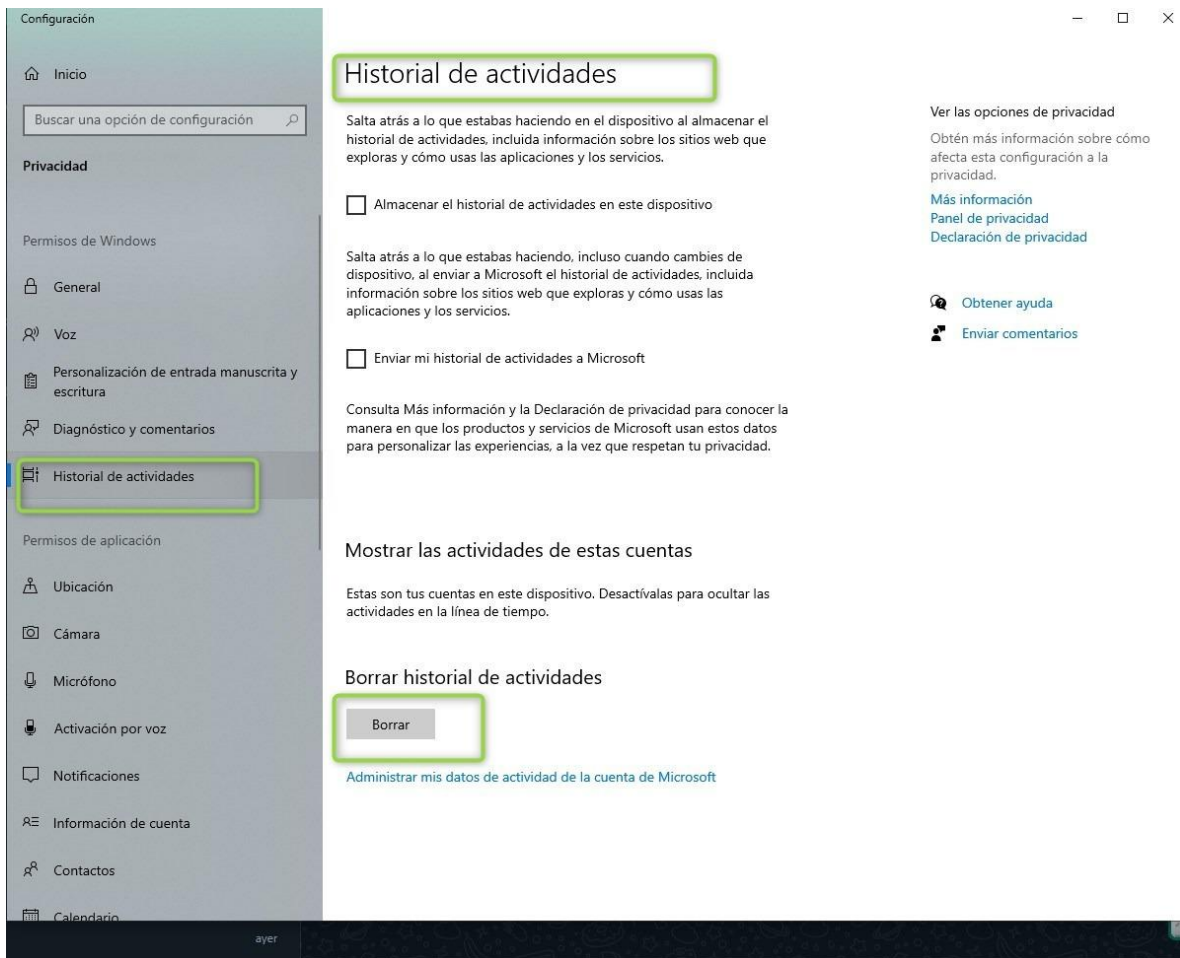 Configuración
Inicio
Buscar una opción de configuración
Privacidad
Permisos de Windows
General
Voz
Personalización de entrada manuscrita y
escritura
Diagnóstico y comentarios
Historial de actividades
Permisos de aplicación
Ubicación
Cámara
Micrófono
Activación por voz
Notificaciones
Información de cuenta
Contactos
Calendario
Historial de actividades
Salta atrás a lo que estabas haciendo en el dispositivo al almacenar el
historial de actividades, incluida información sobre los sitios web que
exploras y cómo usas las aplicaciones y los servicios.
Almacenar el historial de actividades en este dispositivo
Salta atrás a lo que estabas haciendo, incluso cuando cambies de
dispositivo, al enviar a Microsoft el historial de actividades, incluida
información sobre los sitios web que exploras y cómo usas las
aplicaciones y los servicios.
Enviar mi historial de actividades a Microsoft
Consulta Más información y la Declaración de privacidad para conocer la
manera en que los productos y servicios de Microsoft usan estos datos
para personalizar las experiencias, a la vez que respetan tu privacidad.
Mostrar las actividades de estas cuentas
Estas son tus cuentas en este dispositivo. Desactívalas para ocultar las
actividades en la línea de tiempo.
Borrar historial de actividades
Borrar
Administrar mis datos de actividad de la cuenta de Microsoft
Ver las opciones de privacidad
Obtén más información sobre cómo
afecta esta configuración a la
privacidad.
Más información
Panel de privacidad
Declaración de privacidad
Obtener ayuda
Enviar comentarios
ayer